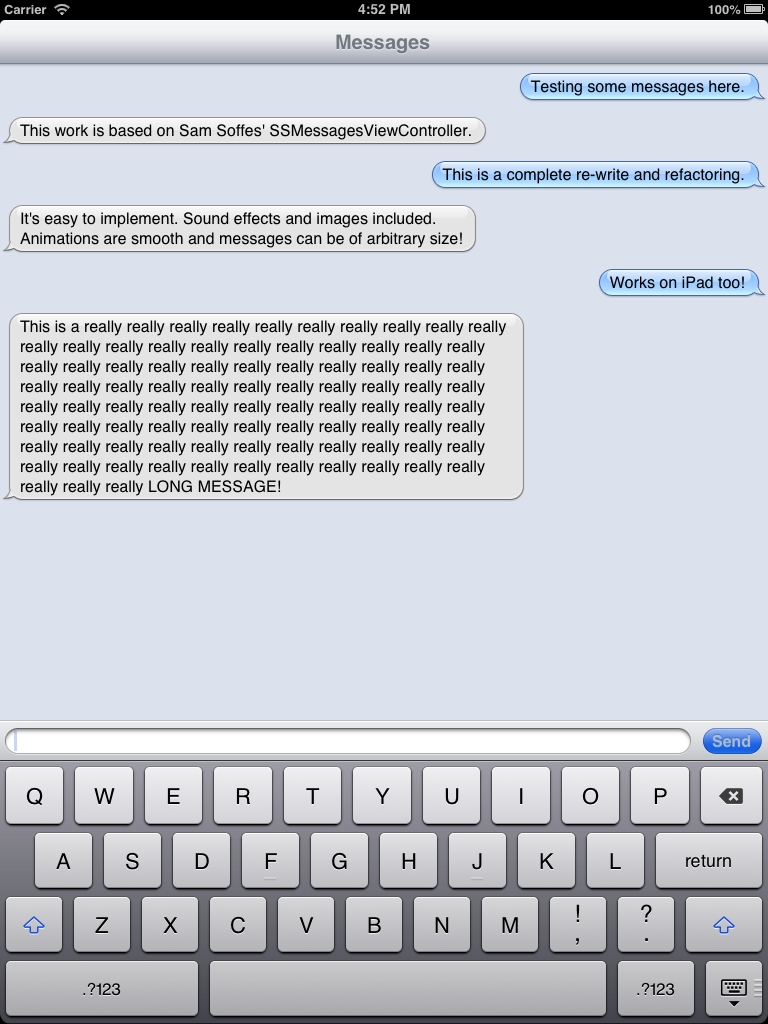 Carrier 4:52 PM 100%
Messages
Testing some messages here.
This work is based on Sam Soffes' SSMessagesViewController.
This is a complete re-write and refactoring.
It's easy to implement. Sound effects and images included.
Animations are smooth and messages can be of arbitrary size!
Works on iPad too!
This is a really really really really really really really really really really
really really really really really really really really really really really
really really really really really really really really really really really
really really really really really really really really really really really
really really really really really really really really really really really
really really really really really really really really really really really
really really really really really really really really really really really
really really really really really really really really really really really
really really really LONG MESSAGE!
Send
Q W E R T Y U I O P
A S D F G H J K L return
Z X C V B N M ! , ? .
.?123 .?123